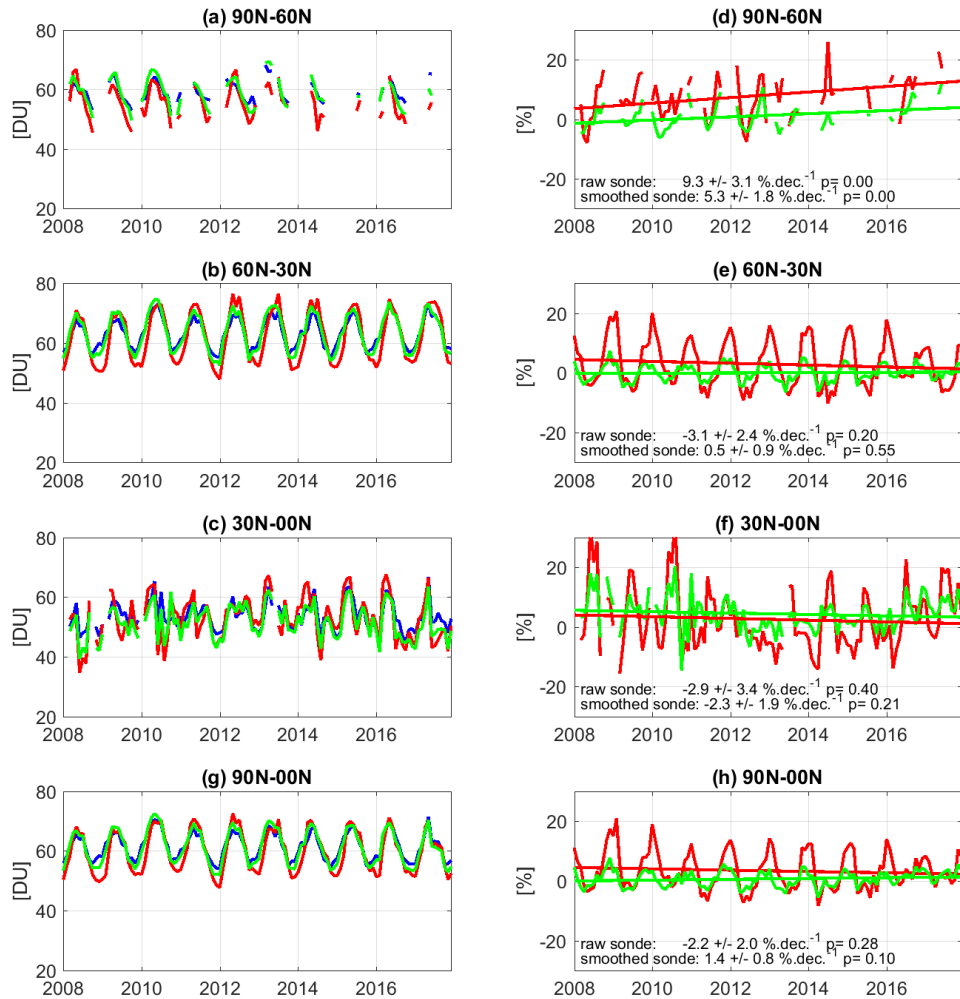 (a) 90N-60N
[DU]
80
60
40
20
2008 2010 2012 2014 2016
(d) 90N-60N
[%]
20
0
-20
raw sonde: 9.3 +/- 3.1 %.dec.⁻¹ p= 0.00
smoothed sonde: 5.3 +/- 1.8 %.dec.⁻¹ p= 0.00
2008 2010 2012 2014 2016
(b) 60N-30N
[DU]
80
60
40
20
2008 2010 2012 2014 2016
(e) 60N-30N
[%]
20
0
-20
raw sonde: -3.1 +/- 2.4 %.dec.⁻¹ p= 0.20
smoothed sonde: 0.5 +/- 0.9 %.dec.⁻¹ p= 0.55
2008 2010 2012 2014 2016
(c) 30N-00N
[DU]
80
60
40
20
2008 2010 2012 2014 2016
(f) 30N-00N
[%]
20
0
-20
raw sonde: -2.9 +/- 3.4 %.dec.⁻¹ p= 0.40
smoothed sonde: -2.3 +/- 1.9 %.dec.⁻¹ p= 0.21
2008 2010 2012 2014 2016
(g) 90N-00N
[DU]
80
60
40
20
2008 2010 2012 2014 2016
(h) 90N-00N
[%]
20
0
-20
raw sonde: -2.2 +/- 2.0 %.dec.⁻¹ p= 0.28
smoothed sonde: 1.4 +/- 0.8 %.dec.⁻¹ p= 0.10
2008 2010 2012 2014 2016